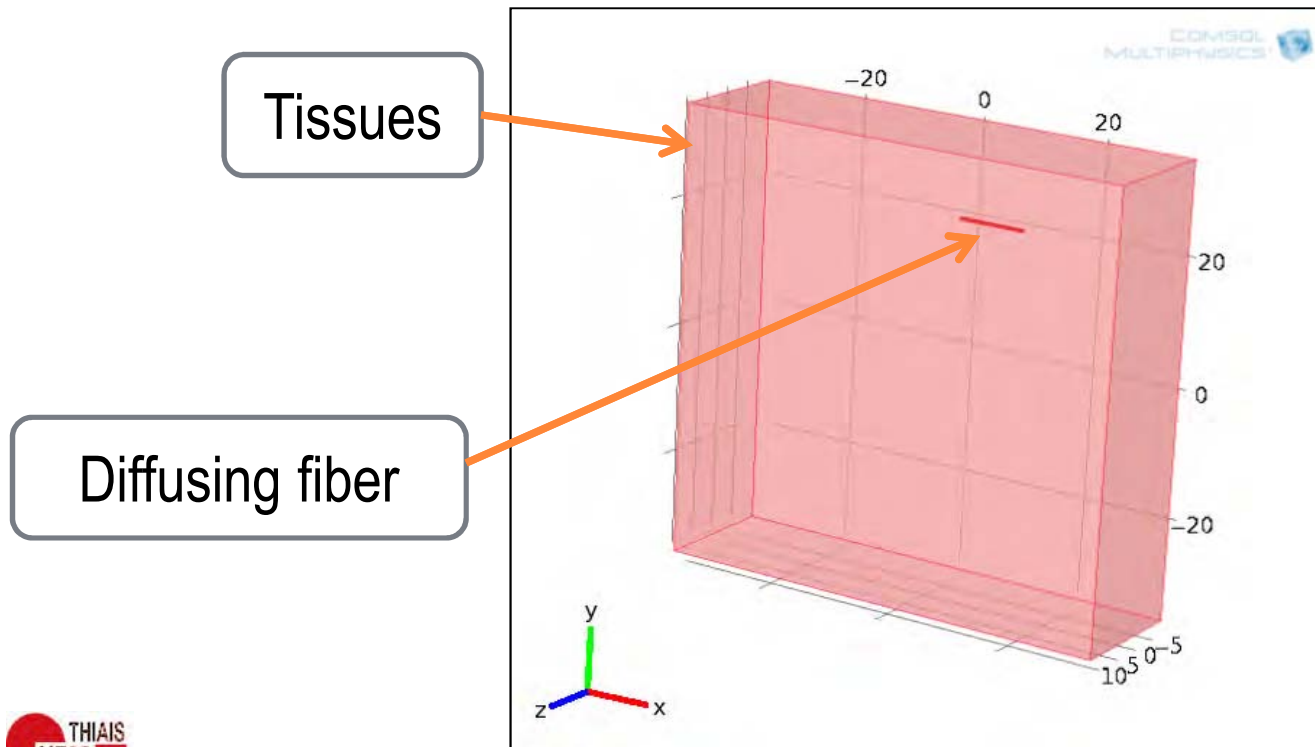 COMSOL
MULTIPHYSICS
Tissues
−20
0
20
20
0
−20
Diffusing fiber
−5
0
5
10
y
z
x
THIAIS